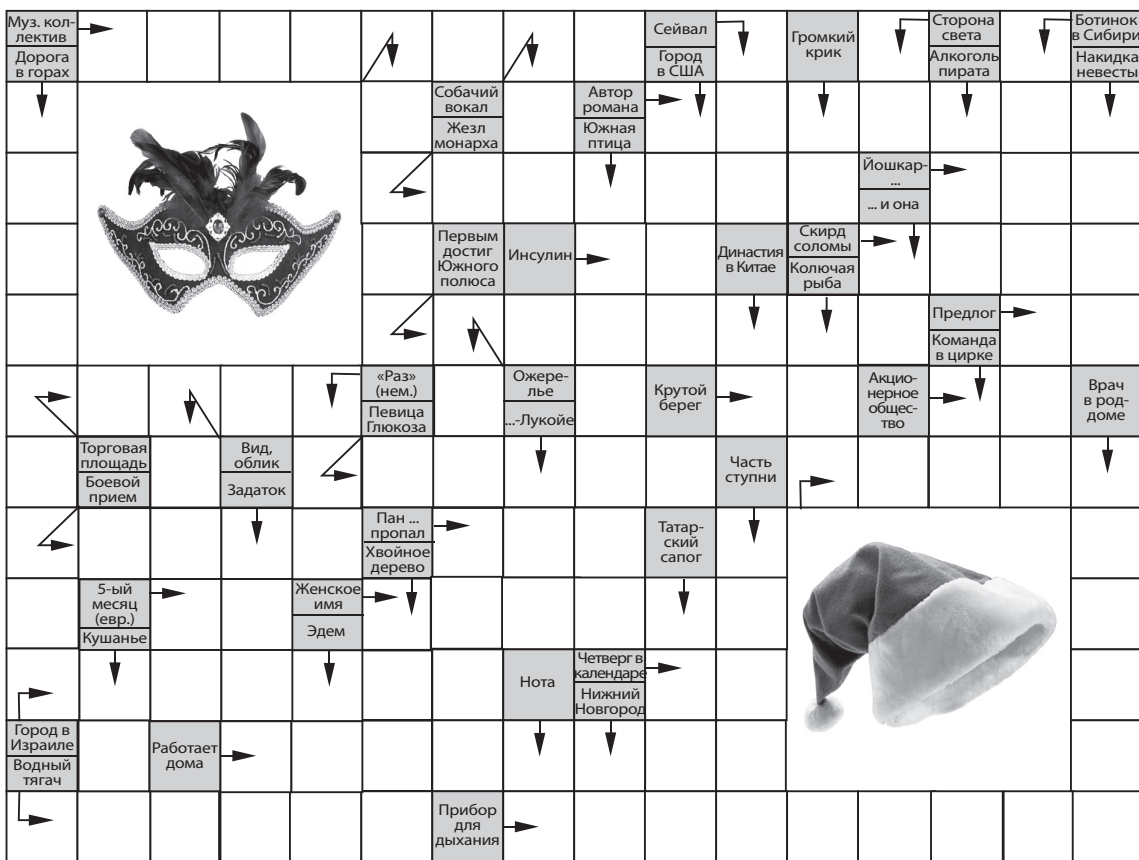 Муз. кол-
лектив
Дорога
в горах
Сейвал
Город
в США
Громкий
крик
Сторона
света
Алкоголь
пирата
Ботинок
в Сибири
Накидка
невесты
Собачий
вокал
Жезл
монарха
Автор
романа
Южная
птица
Йошкар-
...
... и она
Первым
достиг
Южного
полюса
Инсулин
Династия
в Китае
Скирд
соломы
Колючая
рыба
Предлог
Команда
в цирке
«Раз»
(нем.)
Певица
Глюкоза
Ожере-
лье
...-Лукойе
Крутой
берег
Акцио-
нерное
общес-
тво
Врач
в род-
доме
Торговая
площадь
Боевой
прием
Вид,
облик
Задаток
Часть
ступни
Пан ...
пропал
Хвойное
дерево
Татар-
ский
сапог
5-ый
месяц
(евр.)
Кушанье
Женское
имя
Эдем
Нота
Четверг в
календаре
Нижний
Новгород
Город в
Израиле
Водный
тягач
Работает
дома
Прибор
для
дыхания